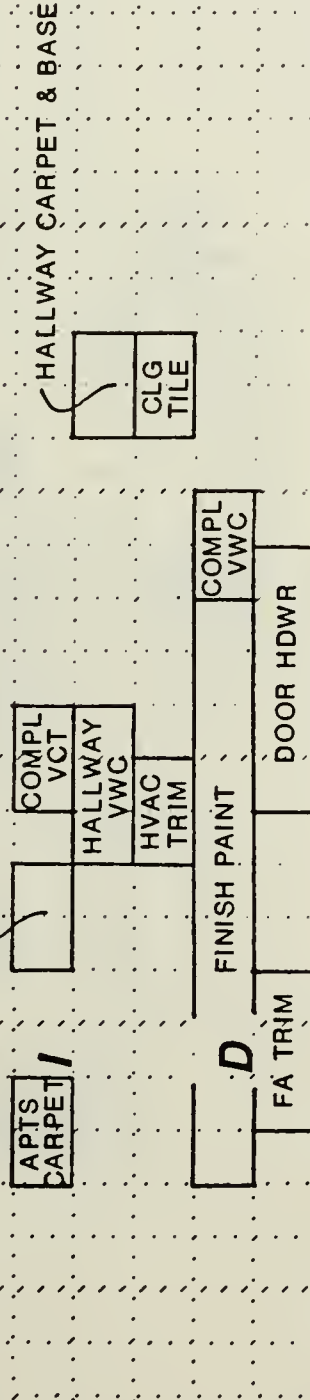 HALLWAY CARPET & BASE
CLG
TILE
COMPL
VWC
COMPL
VCT
HALLWAY
VWC
HVAC
TRIM
DOOR HDWR
FINISH PAINT
APTS
CARPET
I
D
FA TRIM